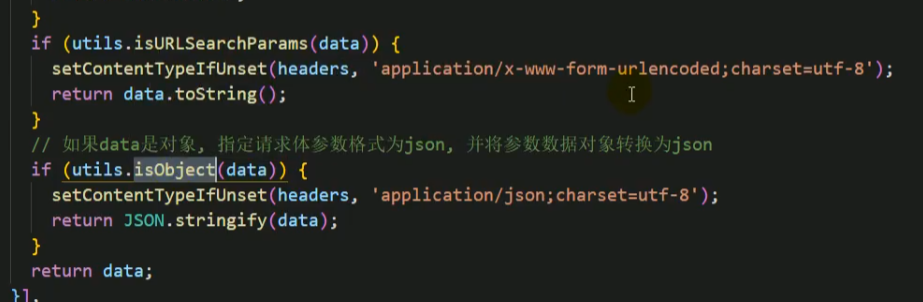 }
if (utils.isURLSearchParams(data)) {
setContentTypeIfUnset(headers, 'application/x-www-form-urlencoded;charset=utf-8');
return data.toString();
}
// 如果data是对象, 指定请求体参数格式为json, 并将参数数据对象转换为json
if (utils.isObject(data)) {
setContentTypeIfUnset(headers, 'application/json;charset=utf-8');
return JSON.stringify(data);
}
return data;
}],